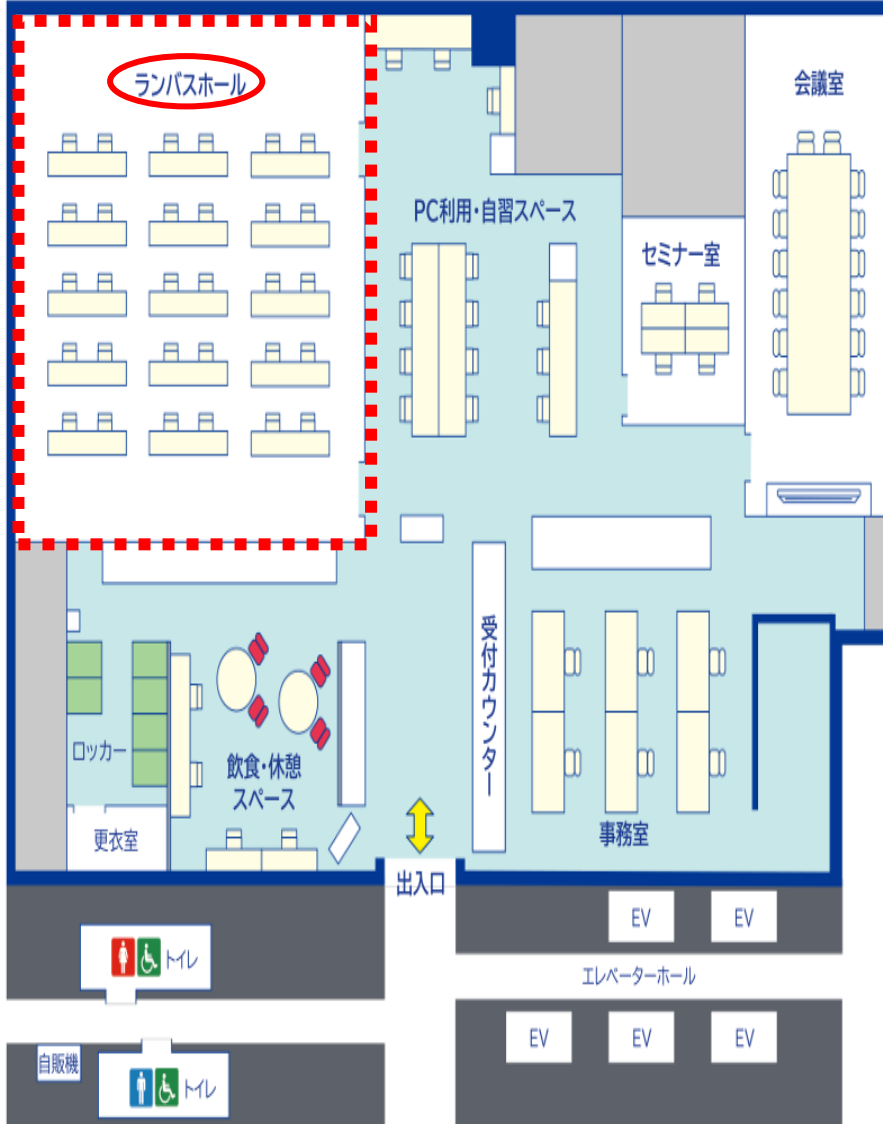 ランバスホール
会議室
PC利用・自習スペース
セミナー室
受付カウンター
ロッカー
飲食・休憩
スペース
更衣室
事務室
出入口
EV
EV
トイレ
エレベーターホール
EV
EV
EV
自販機
トイレ